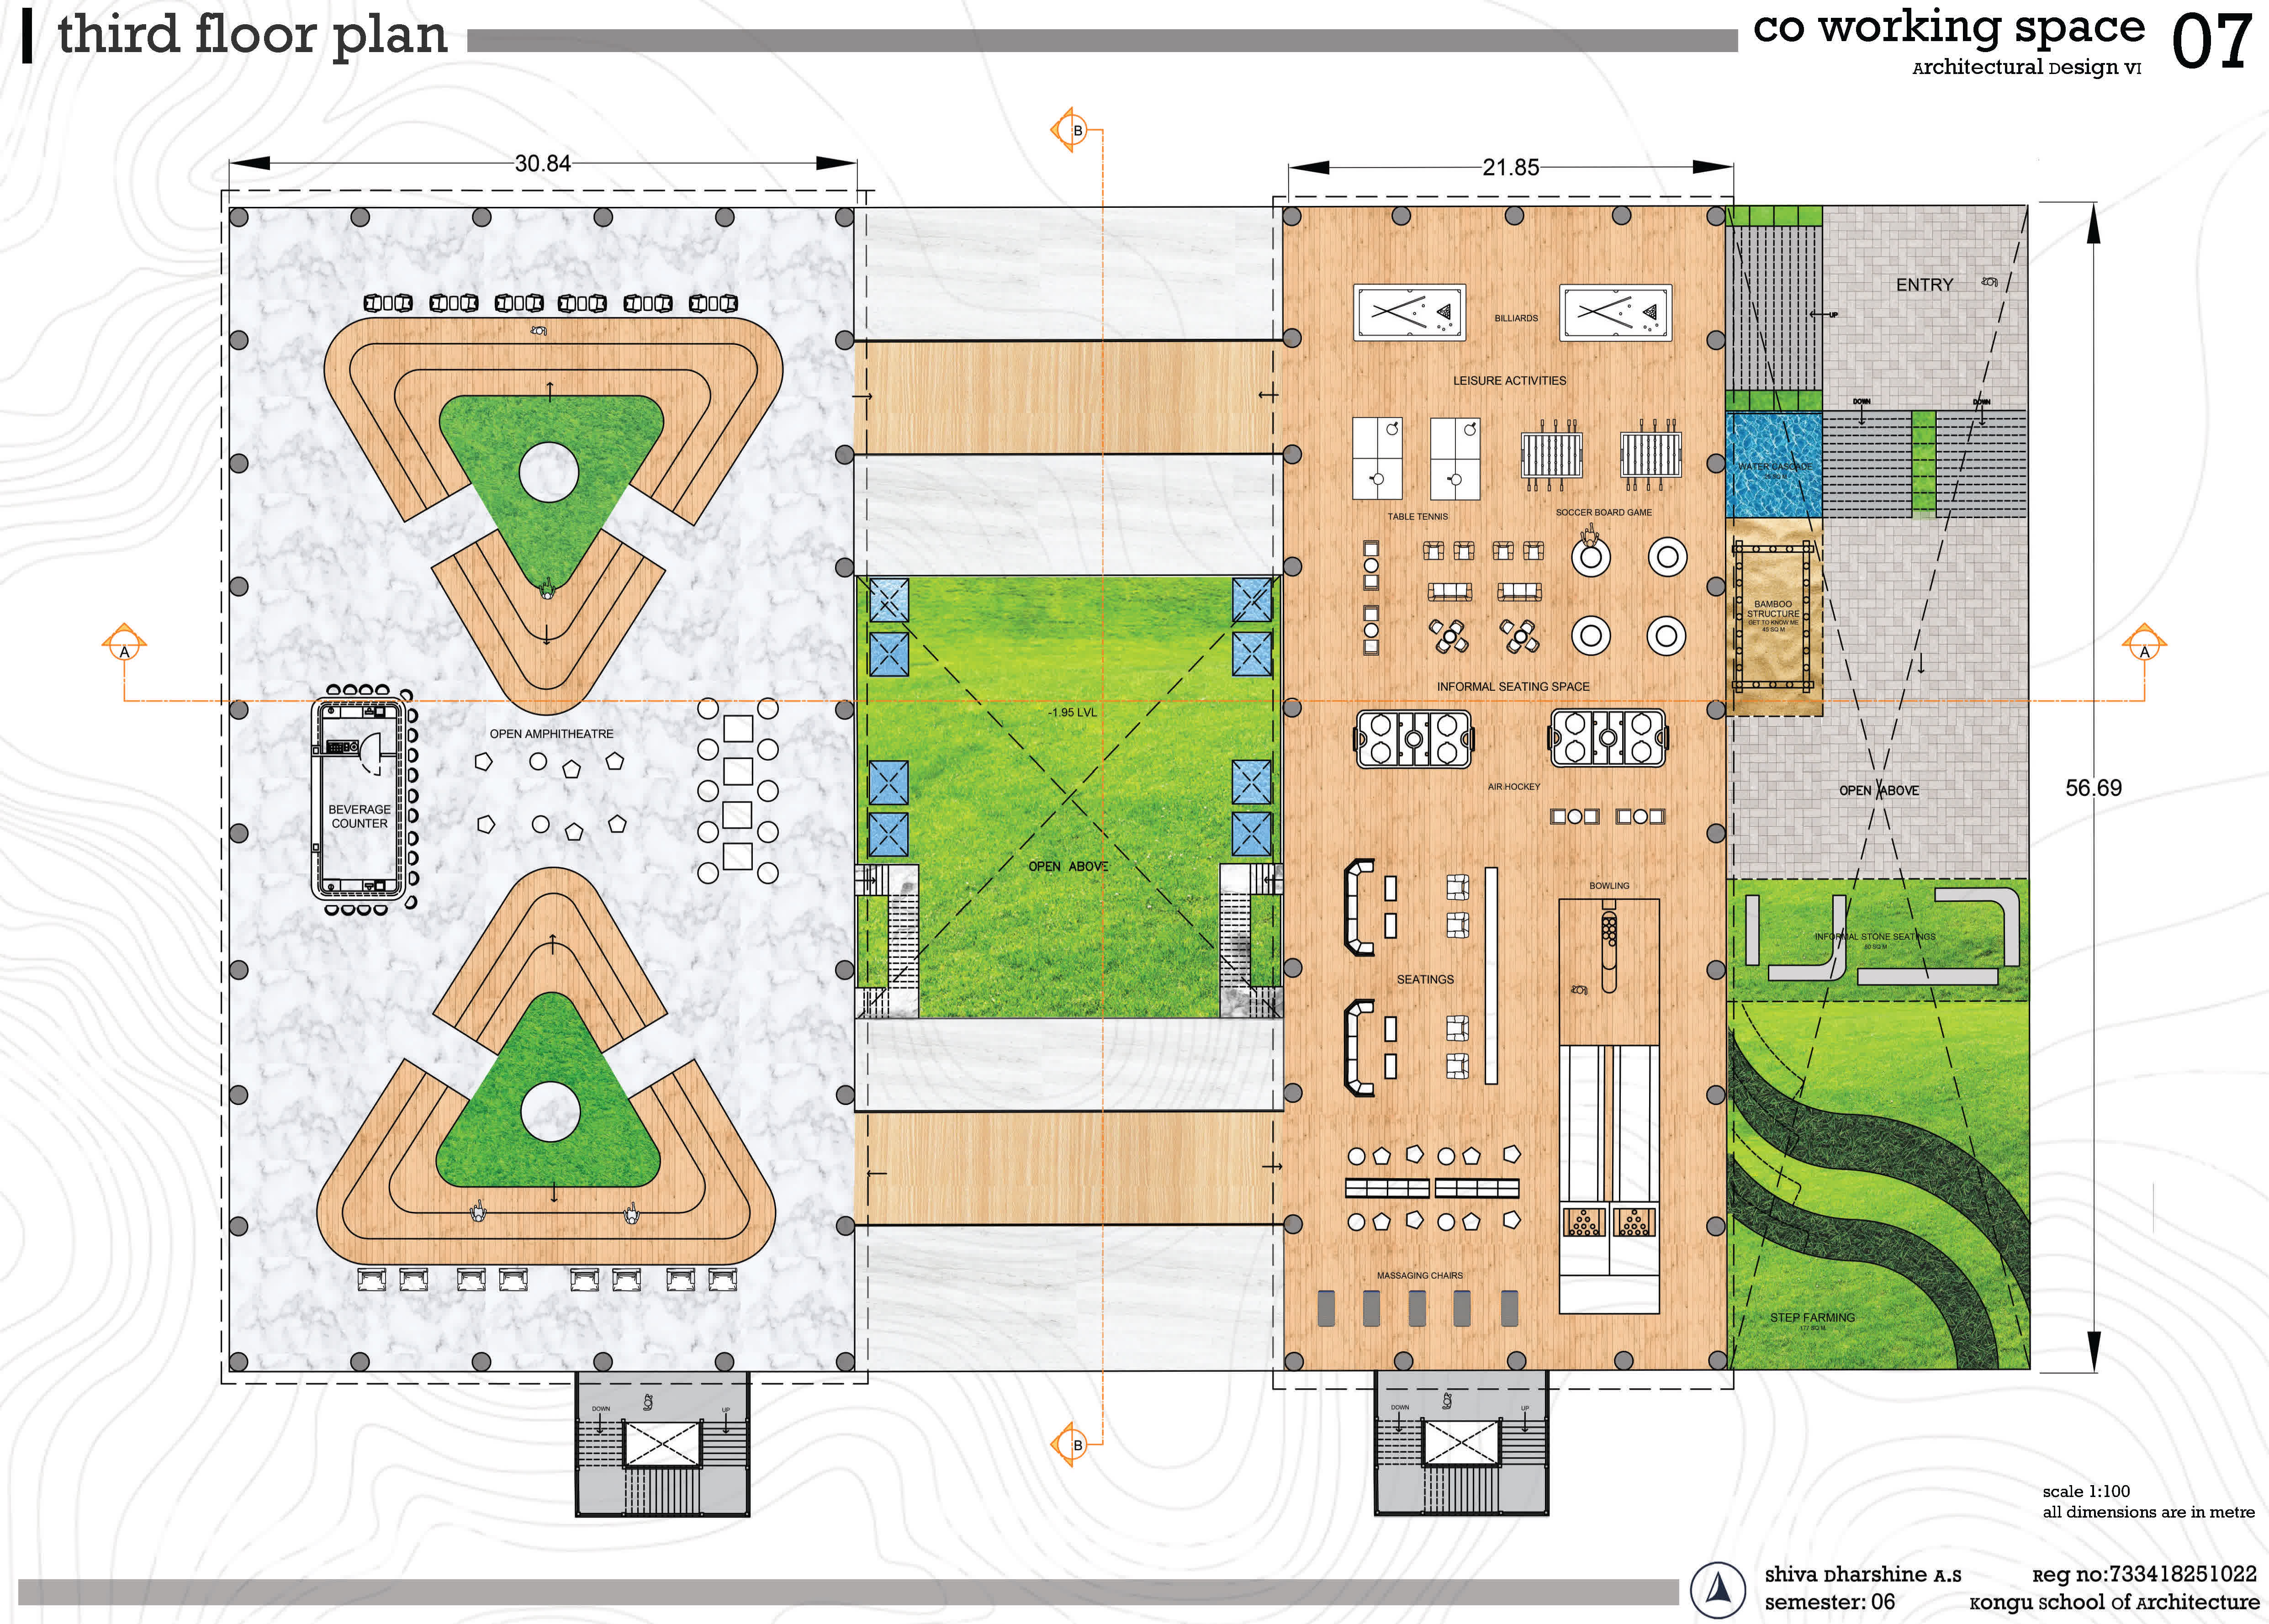 third floor plan
co working space
07
Architectural Design VI
B
30.84
21.85
ENTRY
BILLIARDS
UP
LEISURE ACTIVITIES
DOWN
DOWN
WATER CASCADE
TABLE TENNIS
SOCCER BOARD GAME
BAMBOO
STRUCTURE
GET TO KNOW ME
45 SQ M
A
A
INFORMAL SEATING SPACE
-1.95 LVL
OPEN AMPHITHEATRE
56.69
AIR HOCKEY
OPEN ABOVE
BEVERAGE
COUNTER
OPEN ABOVE
BOWLING
INFORMAL STONE SEATINGS
SEATINGS
MASSAGING CHAIRS
STEP FARMING
DOWN
UP
DOWN
UP
B
scale 1:100
all dimensions are in metre
shiva Dharshine A.S
Reg no:733418251022
semester: 06
Kongu School of Architecture